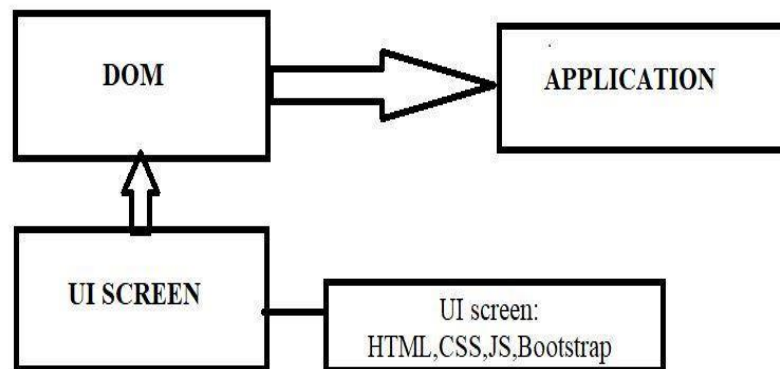 DOM
APPLICATION
UI SCREEN
UI screen:
HTML,CSS,JS,Bootstrap